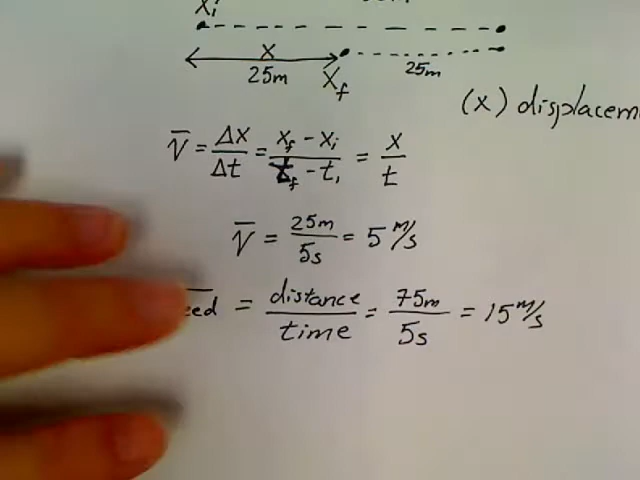 Xi
X
25m
Xf
25m
(x) displacem
V̅ = Δx/Δt = (xf - xi)/(tf - ti) = x/t
V̅ = 25m/5s = 5 m/s
eed = distance/time = 75m/5s = 15 m/s